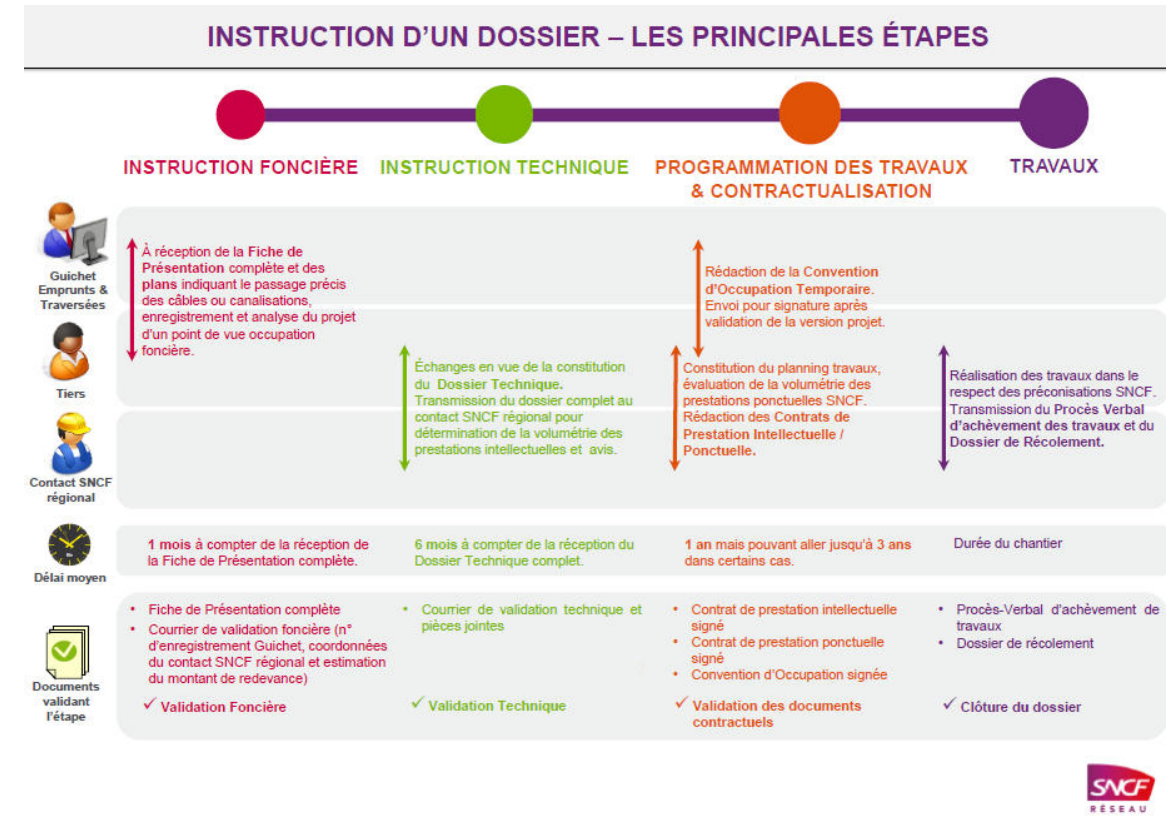 INSTRUCTION D'UN DOSSIER – LES PRINCIPALES ÉTAPES
INSTRUCTION FONCIÈRE
INSTRUCTION TECHNIQUE
PROGRAMMATION DES TRAVAUX
& CONTRACTUALISATION
TRAVAUX
Guichet
Emprunts &
Traversées
À réception de la Fiche de
Présentation complète et des
plans indiquant le passage précis
des câbles ou canalisations,
enregistrement et analyse du projet
d'un point de vue occupation
foncière.
Rédaction de la Convention
d'Occupation Temporaire.
Envoi pour signature après
validation de la version projet.
Tiers
Échanges en vue de la constitution
du Dossier Technique.
Transmission du dossier complet au
contact SNCF régional pour
détermination de la volumétrie des
prestations intellectuelles et avis.
Constitution du planning travaux,
évaluation de la volumétrie des
prestations ponctuelles SNCF.
Rédaction des Contrats de
Prestation Intellectuelle /
Ponctuelle.
Réalisation des travaux dans le
respect des préconisations SNCF.
Transmission du Procès Verbal
d'achèvement des travaux et du
Dossier de Récolement.
Contact SNCF
régional
Délai moyen
1 mois à compter de la réception de
la Fiche de Présentation complète.
6 mois à compter de la réception du
Dossier Technique complet.
1 an mais pouvant aller jusqu'à 3 ans
dans certains cas.
Durée du chantier
Documents
validant
l'étape
• Fiche de Présentation complète
• Courrier de validation foncière (n°
d'enregistrement Guichet, coordonnées
du contact SNCF régional et estimation
du montant de redevance)
✓ Validation Foncière
• Courrier de validation technique et
pièces jointes
✓ Validation Technique
• Contrat de prestation intellectuelle
signé
• Contrat de prestation ponctuelle
signé
• Convention d'Occupation signée
✓ Validation des documents
contractuels
• Procès-Verbal d'achèvement de
travaux
• Dossier de récolement
✓ Clôture du dossier
SNCF
RÉSEAU